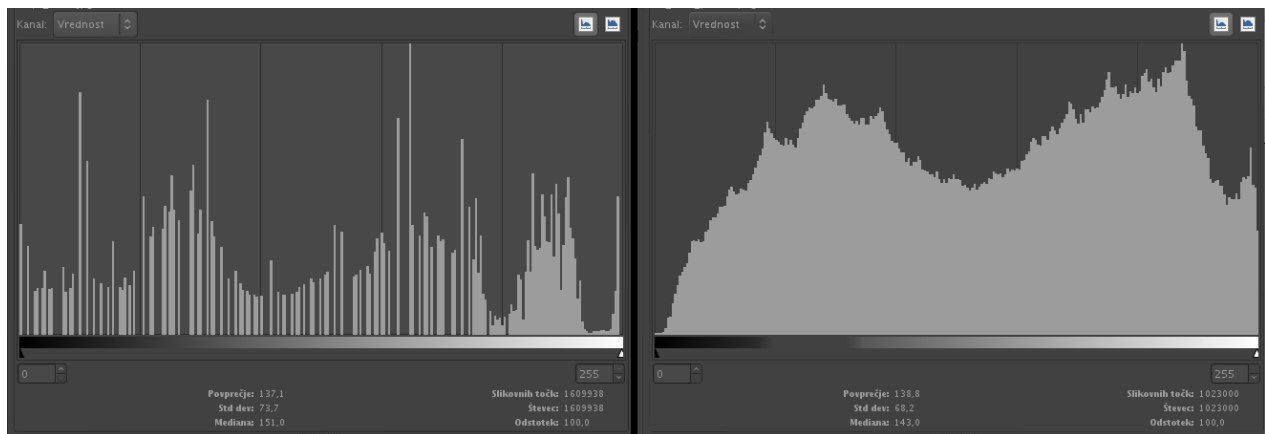 Kanal: Vrednost
0 255
Povprečje: 137,1 Slikovnih točk: 1609938
Std dev: 73,7 Števec: 1609938
Mediana: 151,0 Odstotek: 100,0
Kanal: Vrednost
0 255
Povprečje: 138,8 Slikovnih točk: 1023000
Std dev: 68,2 Števec: 1023000
Mediana: 143,0 Odstotek: 100,0